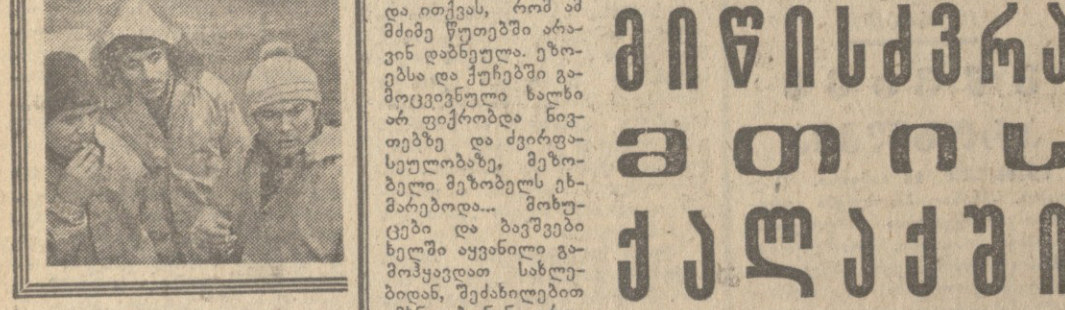 და ითქვას, რომ ამ
მძიმე წუთებში არა-
ვინ დაბნეულა. ეზო-
ებსა და ქუჩებში გა-
მოცვივნული ხალხი
არ ფიქრობდა ნივ-
თებზე და ძვირფა-
სეულობაზე, მეზო-
ბელი მეზობელს ეხ-
მარებოდა... მოხუ-
ცები და ბავშვები
ხელში აყვანილი გა-
მოჰყავდათ სახლე-
ბიდან, შეძახილებით
მიწისძვრა
მთის
ქალაქში